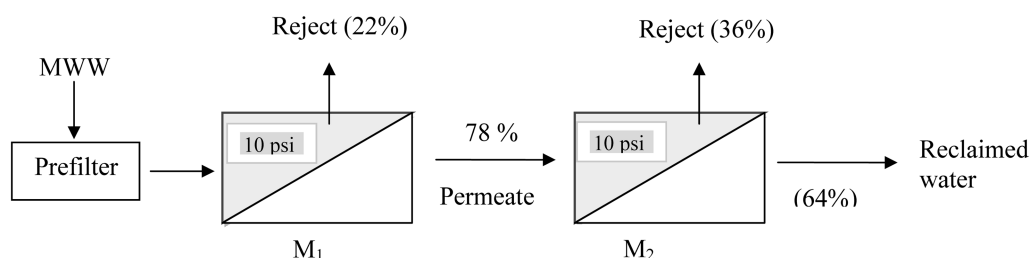 Reject (22%)
Reject (36%)
MWW
Prefilter
10 psi
78 %
Permeate
10 psi
(64%)
Reclaimed
water
M₁
M₂